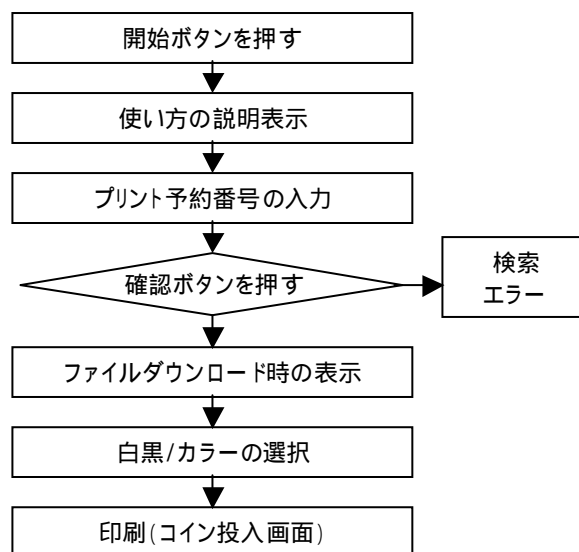 開始ボタンを押す
使い方の説明表示
プリント予約番号の入力
確認ボタンを押す
検索
エラー
ファイルダウンロード時の表示
白黒/カラーの選択
印刷(コイン投入画面)